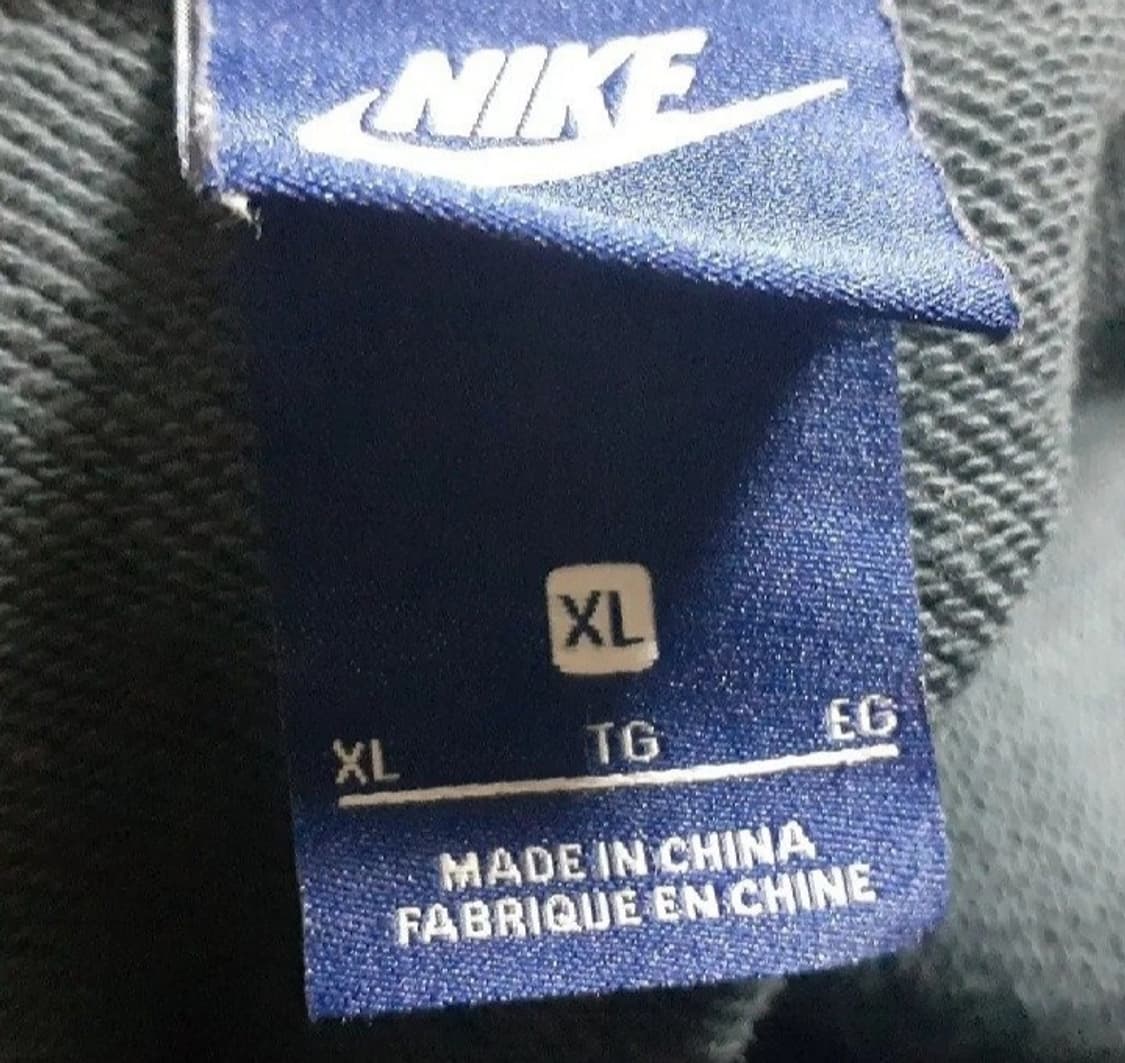 NIKE
XL
XL TG EG
MADE IN CHINA
FABRIQUE EN CHINE